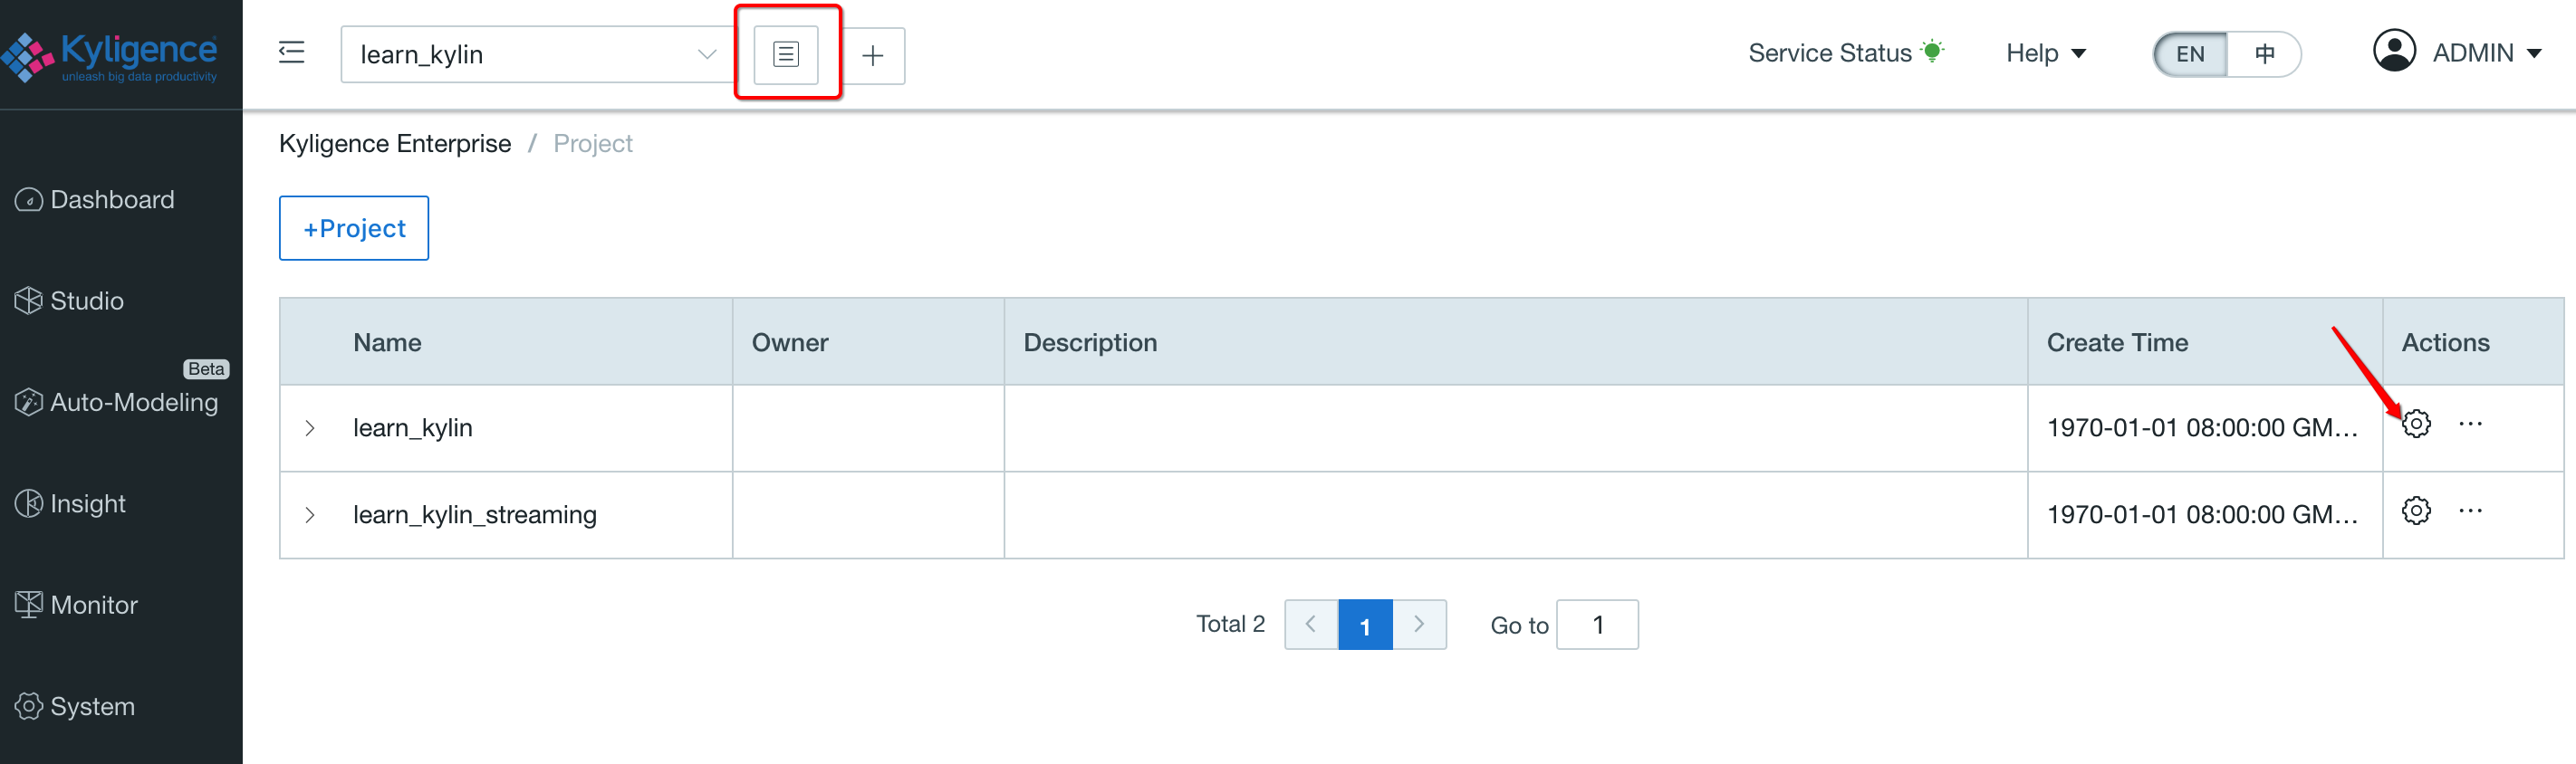 Kyligence
unleash big data productivity
learn_kylin
Service Status
Help
EN 中
ADMIN
Kyligence Enterprise / Project
+Project
Dashboard
Studio
Beta
Auto-Modeling
Insight
Monitor
System
Name Owner Description Create Time Actions
learn_kylin 1970-01-01 08:00:00 GM... ...
learn_kylin_streaming 1970-01-01 08:00:00 GM... ...
Total 2 < 1 > Go to 1